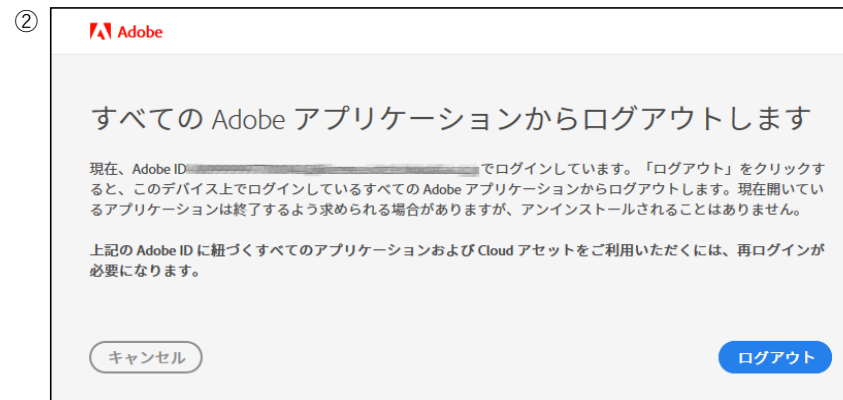 ②
Adobe
すべての Adobe アプリケーションからログアウトします
現在、Adobe ID でログインしています。「ログアウト」をクリックす
ると、このデバイス上でログインしているすべての Adobe アプリケーションからログアウトします。現在開いてい
るアプリケーションは終了するよう求められる場合がありますが、アンインストールされることはありません。
上記の Adobe ID に紐づくすべてのアプリケーションおよび Cloud アセットをご利用いただくには、再ログインが
必要になります。
キャンセル
ログアウト